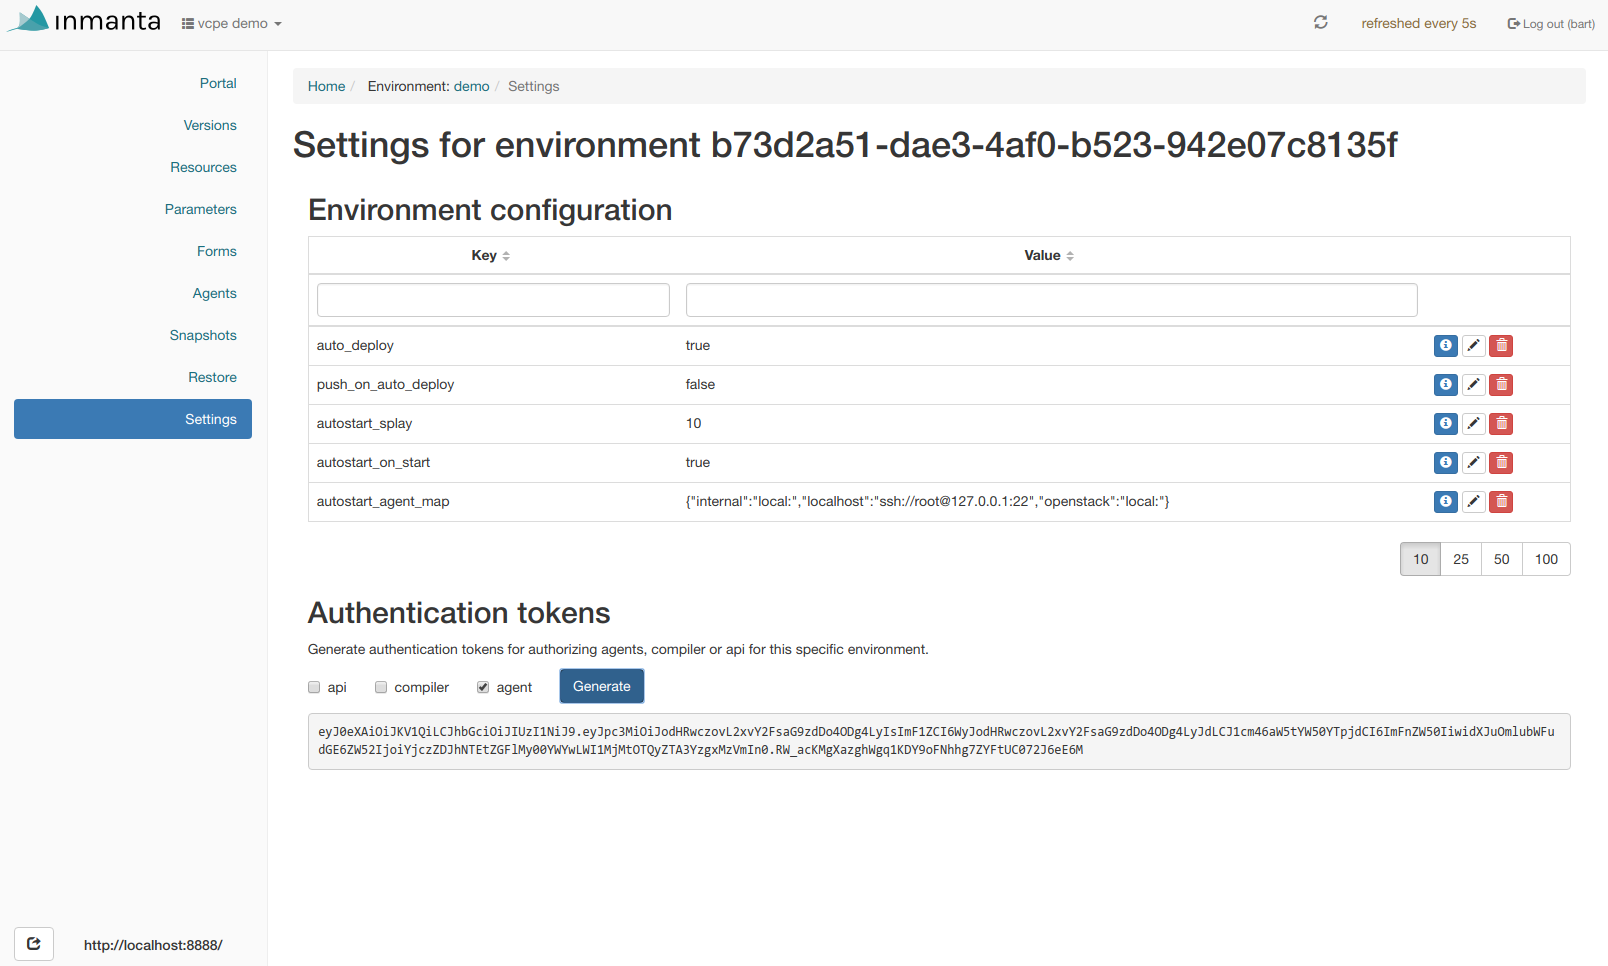 inmanta
vcpe demo
refreshed every 5s
Log out (bart)
Portal
Versions
Resources
Parameters
Forms
Agents
Snapshots
Restore
Settings
http://localhost:8888/
Home / Environment: demo / Settings
Settings for environment b73d2a51-dae3-4af0-b523-942e07c8135f
Environment configuration
Key Value
auto_deploy true
push_on_auto_deploy false
autostart_splay 10
autostart_on_start true
autostart_agent_map {"internal":"local:","localhost":"ssh://root@127.0.0.1:22","openstack":"local:"}
10 25 50 100
Authentication tokens
Generate authentication tokens for authorizing agents, compiler or api for this specific environment.
api compiler agent Generate
eyJ0eXAiOiJKV1QiLCJhbGciOiJIUzI1NiJ9.eyJpc3MiOiJodHRwczovL2xvY2FsaG9zdDo4ODg4LyIsImF1ZCI6WyJodHRwczovL2xvY2FsaG9zdDo4ODg4LyJdLCJ1cm46aW5tYW50YTpjdCI6ImFnZW50IiwidXJuOmlubWFu
dGE6ZW52IjoiYjczZDJhNTEtZGFlMy00YWYwLWI1MjMtOTQyZTA3YzgxMzVmIn0.RW_acKMgXazghWgq1KDY9oFNhhg7ZYFtUC072J6eE6M